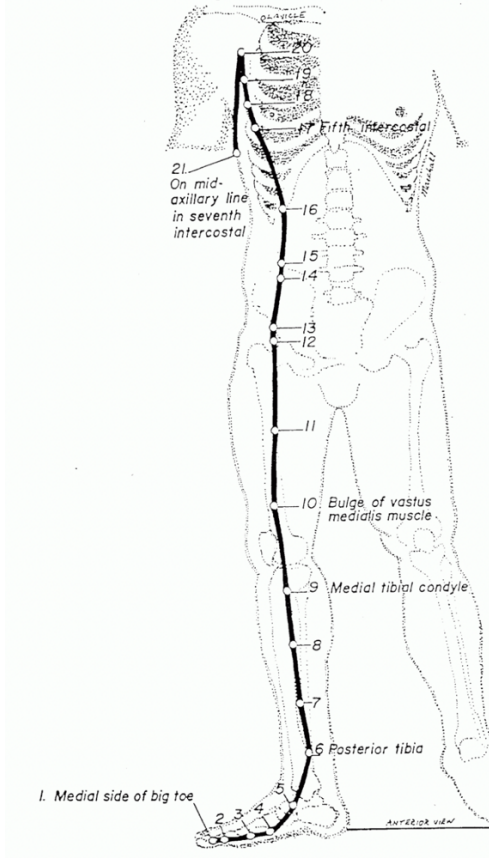 CLAVICLE
20
19
18
17 Fifth intercostal
21.
On mid-
axillary line
in seventh
intercostal
16
15
14
13
12
11
10. Bulge of vastus
medialis muscle
9 Medial tibial condyle
8
7
6 Posterior tibia
5
1. Medial side of big toe
2
3
4
ANTERIOR VIEW